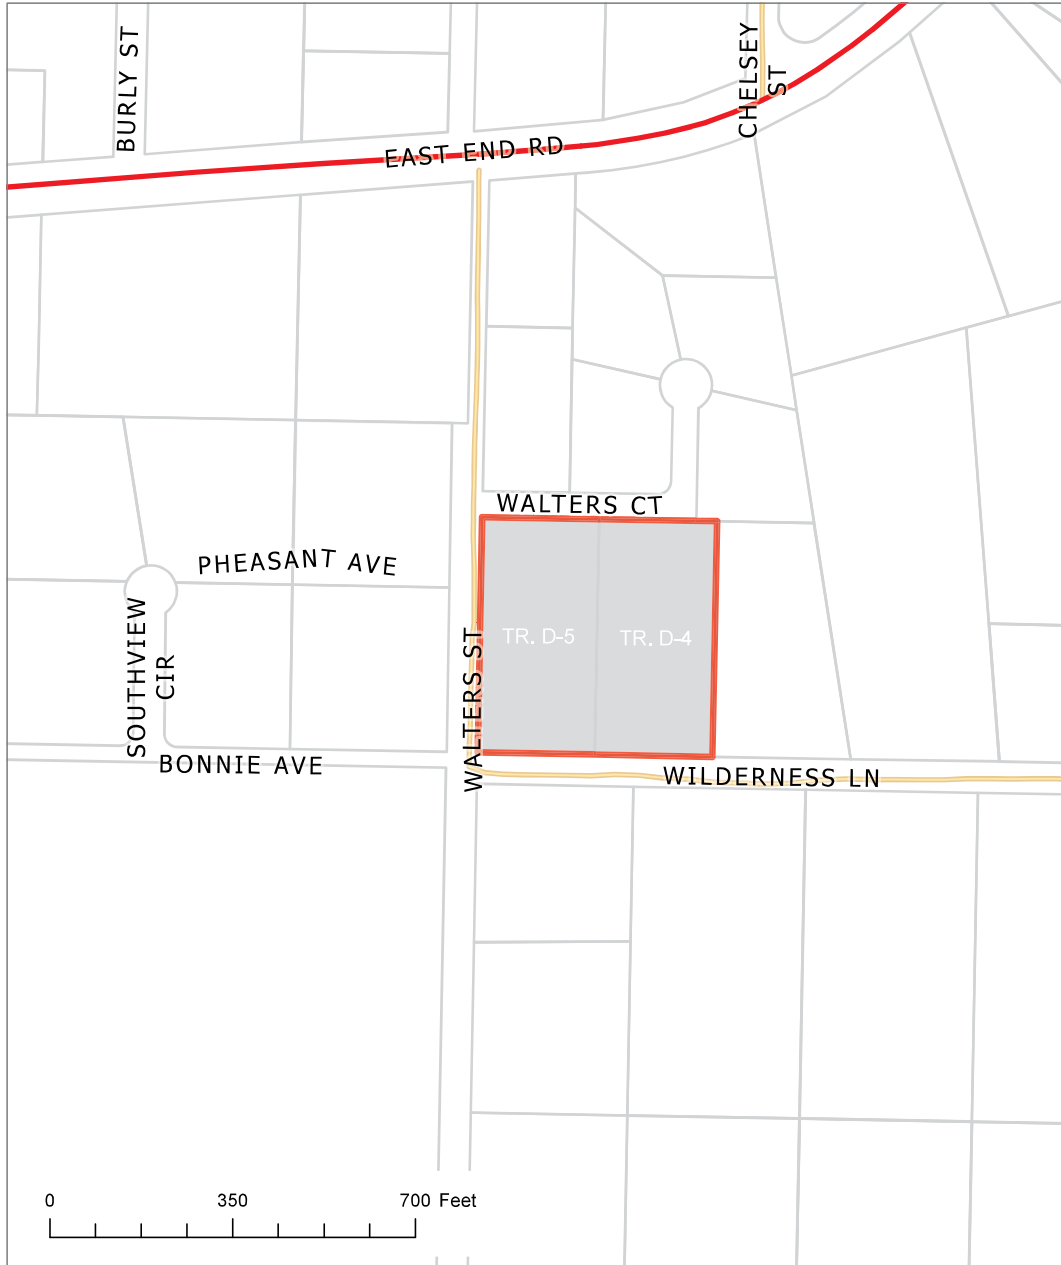 BURLY ST
CHELSEY
ST
EAST END RD
WALTERS CT
PHEASANT AVE
SOUTHVIEW
CIR
TR. D-5
TR. D-4
WALTERS ST
BONNIE AVE
WILDERNESS LN
0 350 700 Feet